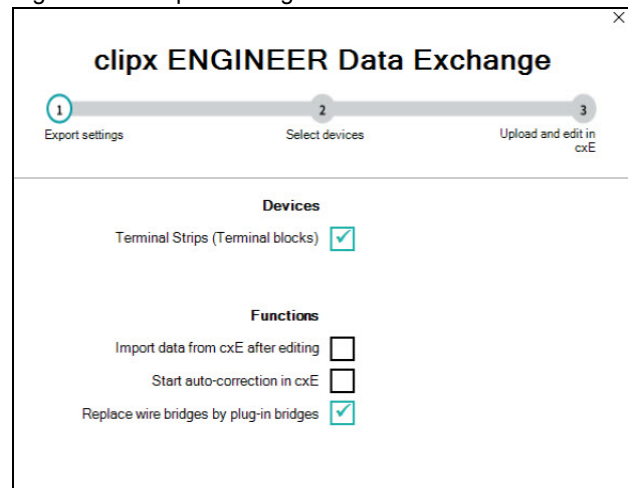 ×
clipx ENGINEER Data Exchange
1 2 3
Export settings Select devices Upload and edit in
cxE
Devices
Terminal Strips (Terminal blocks)
Functions
Import data from cxE after editing
Start auto-correction in cxE
Replace wire bridges by plug-in bridges